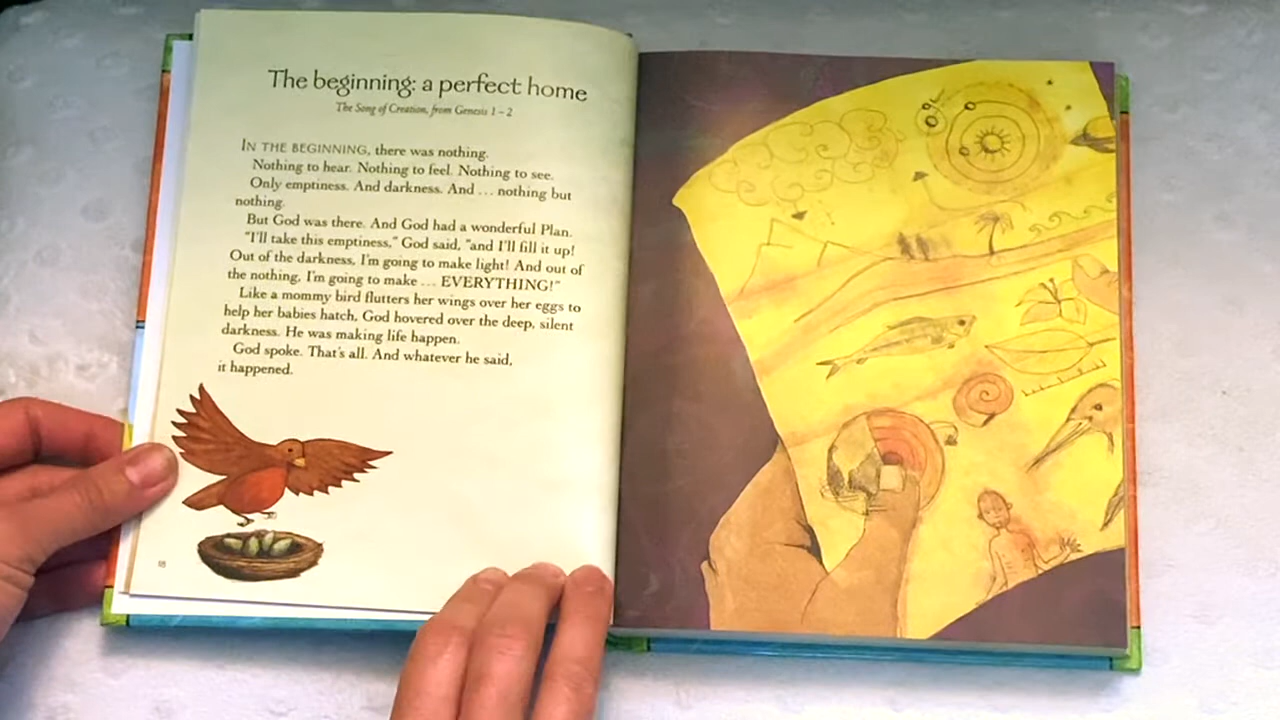 The beginning: a perfect home
The Song of Creation, from Genesis 1 – 2
IN THE BEGINNING, there was nothing.
Nothing to hear. Nothing to feel. Nothing to see.
Only emptiness. And darkness. And ... nothing but
nothing.
But God was there. And God had a wonderful Plan.
"I'll take this emptiness," God said, "and I'll fill it up!
Out of the darkness, I'm going to make light! And out of
the nothing, I'm going to make ... EVERYTHING!"
Like a mommy bird flutters her wings over her eggs to
help her babies hatch, God hovered over the deep, silent
darkness. He was making life happen.
God spoke. That's all. And whatever he said,
it happened.
18